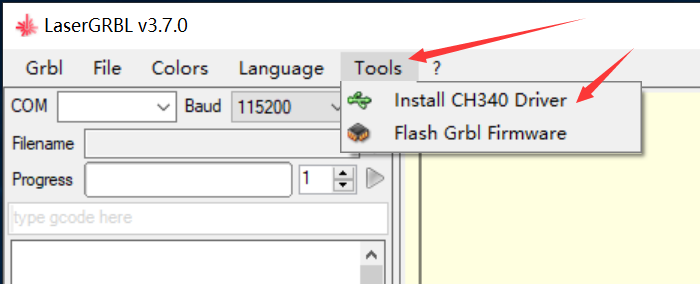 LaserGRBL v3.7.0
Grbl File Colors Language Tools ?
COM Baud 115200
Install CH340 Driver
Flash Grbl Firmware
Filename
Progress 1
type gcode here